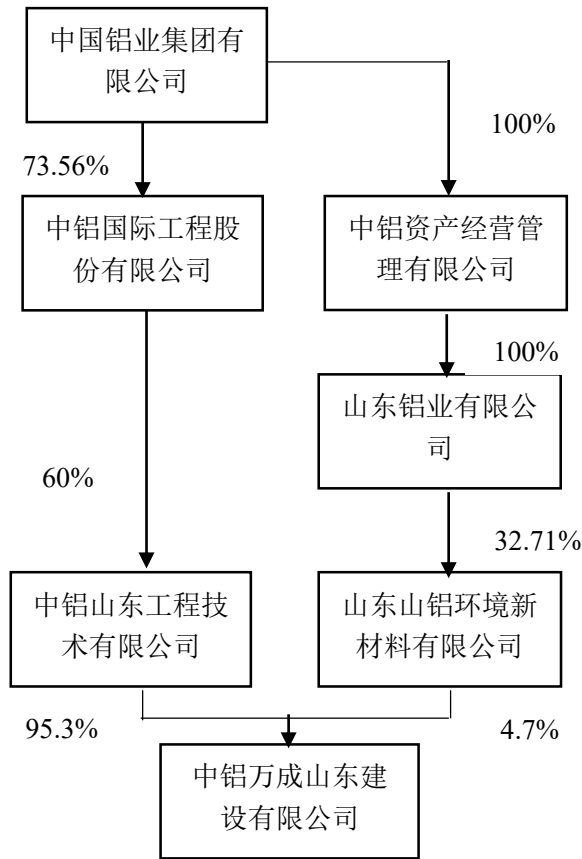 中国铝业集团有
限公司
100%
73.56%
中铝国际工程股
份有限公司
中铝资产经营管
理有限公司
100%
山东铝业有限公
司
60%
32.71%
中铝山东工程技
术有限公司
山东山铝环境新
材料有限公司
95.3%
4.7%
中铝万成山东建
设有限公司